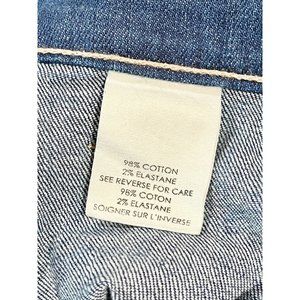 98% COTTON
2% ELASTANE
SEE REVERSE FOR CARE
98% COTON
2% ELASTANE
SOIGNER SUR L'INVERSE